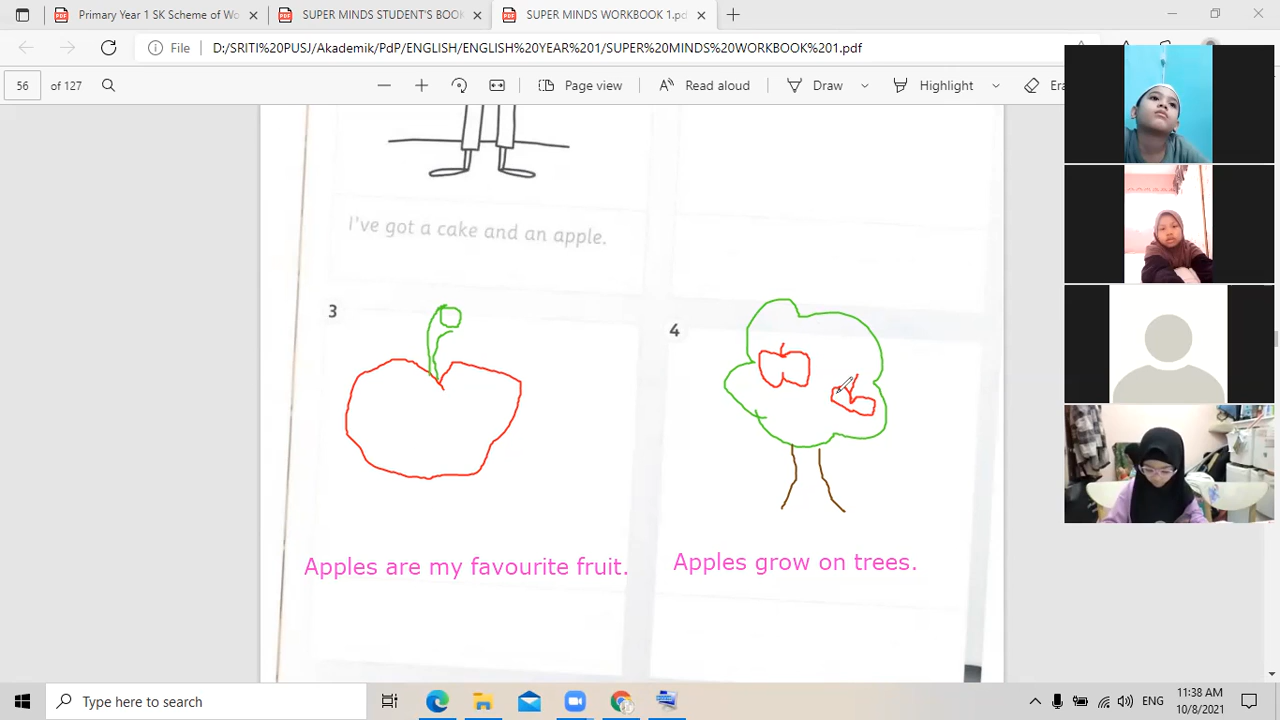 Primary Year 1 SK Scheme of Wo
SUPER MINDS STUDENT'S BOOK
SUPER MINDS WORKBOOK 1.pd
File
D:/SRITI%20PUSJ/Akademik/PdP/ENGLISH/ENGLISH%20YEAR%201/SUPER%20MINDS%20WORKBOOK%201.pdf
56 of 127
Page view
Read aloud
Draw
Highlight
Era
I've got a cake and an apple.
3
4
Apples are my favourite fruit.
Apples grow on trees.
Type here to search
ENG
11:38 AM
10/8/2021